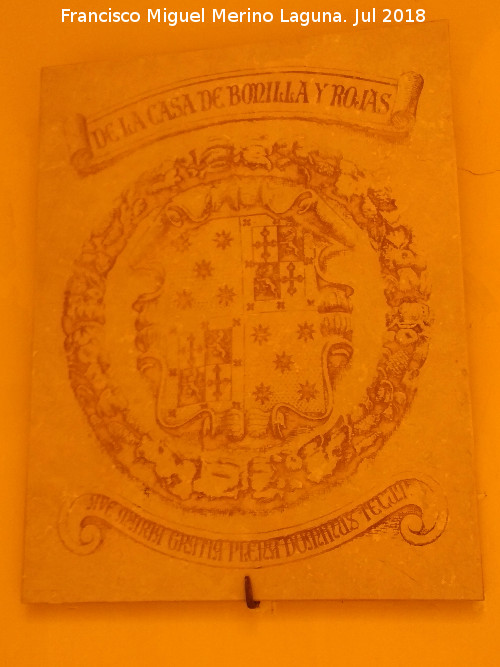 Francisco Miguel Merino Laguna. Jul 2018
DE LA CASA DE BONILLA Y ROJAS
AVE MARIA GRATIA PLENA DOMINUS TECUM